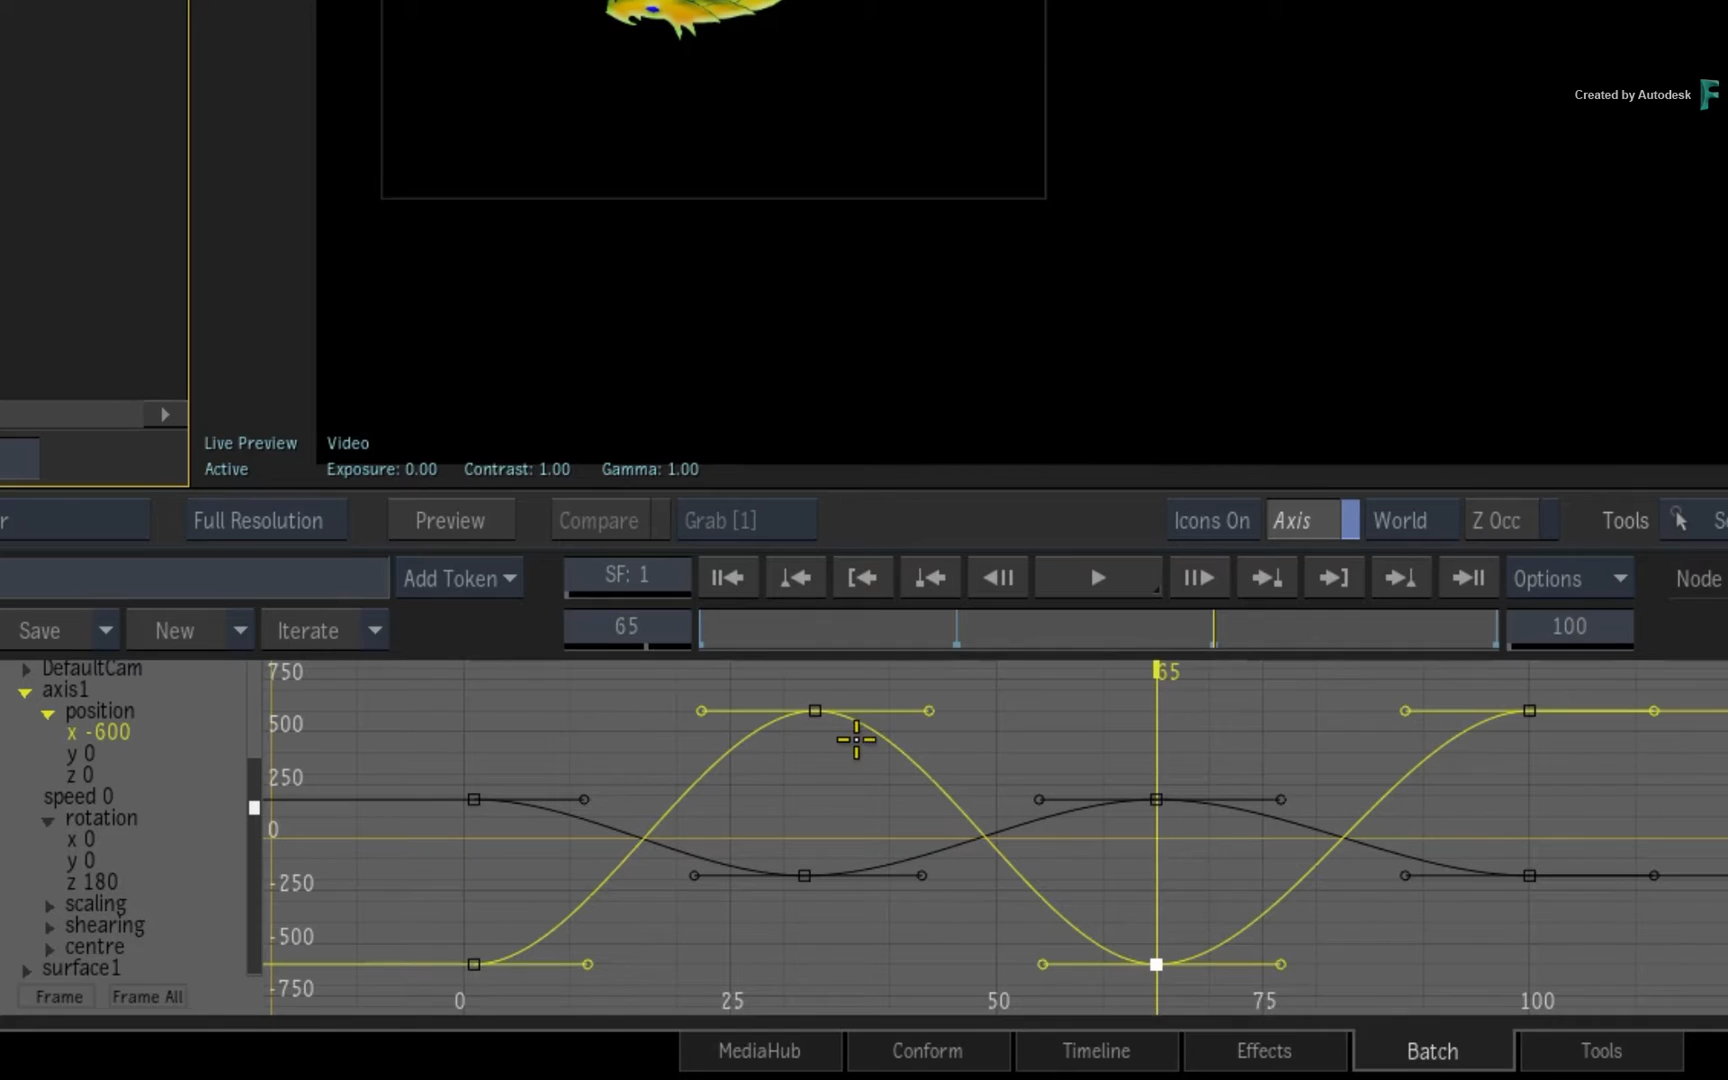 Created by Autodesk
Live Preview
Video
Active
Exposure: 0.00
Contrast: 1.00
Gamma: 1.00
r
Full Resolution
Preview
Compare
Grab [1]
Icons On
Axis
World
Z Occ
Tools
Add Token
SF: 1
Options
Node
Save
New
Iterate
65
100
DefaultCam
axis1
position
x -600
y 0
z 0
speed 0
rotation
x 0
y 0
z 180
scaling
shearing
centre
surface1
Frame
Frame All
750
500
250
0
-250
-500
-750
65
0
25
50
75
100
MediaHub
Conform
Timeline
Effects
Batch
Tools